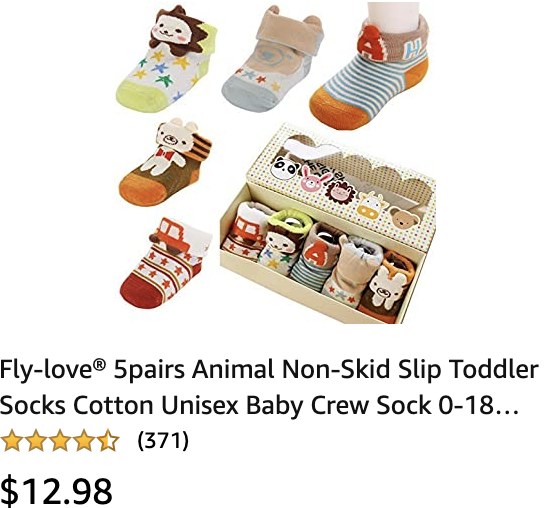 A H
A
Fly-love® 5pairs Animal Non-Skid Slip Toddler
Socks Cotton Unisex Baby Crew Sock 0-18...
(371)
$12.98